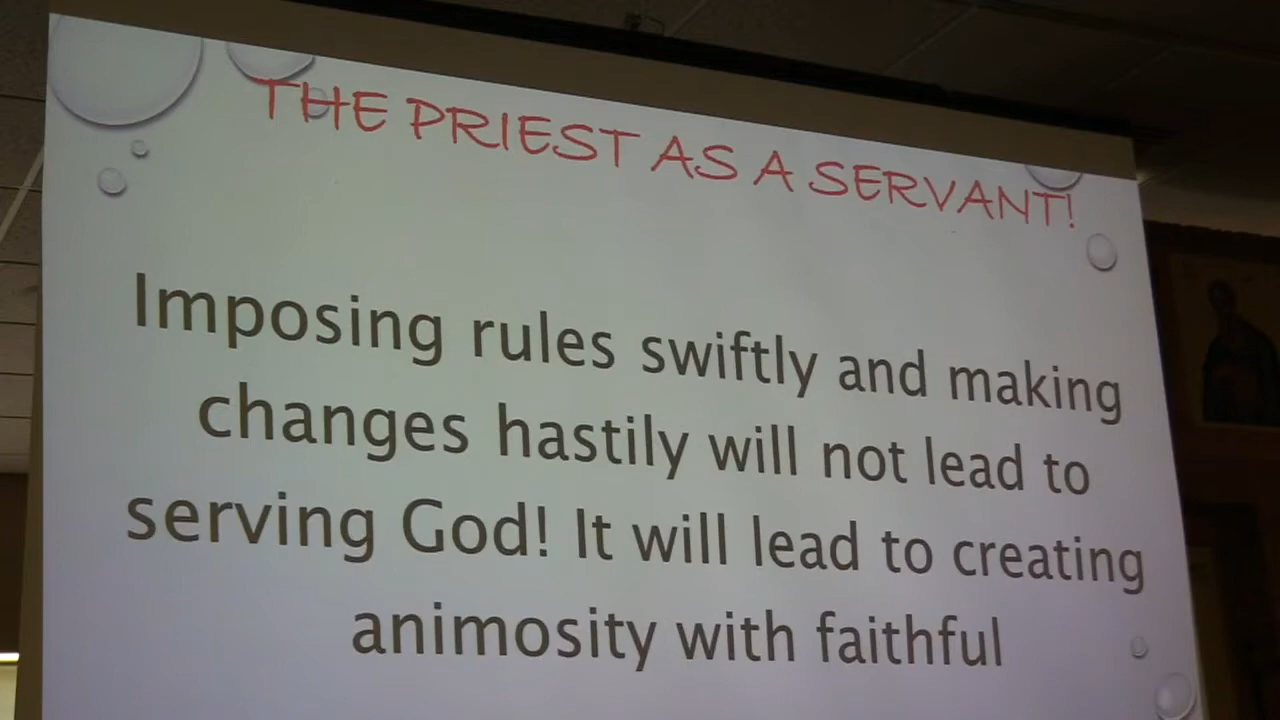 THE PRIEST AS A SERVANT!
Imposing rules swiftly and making
changes hastily will not lead to
serving God! It will lead to creating
animosity with faithful